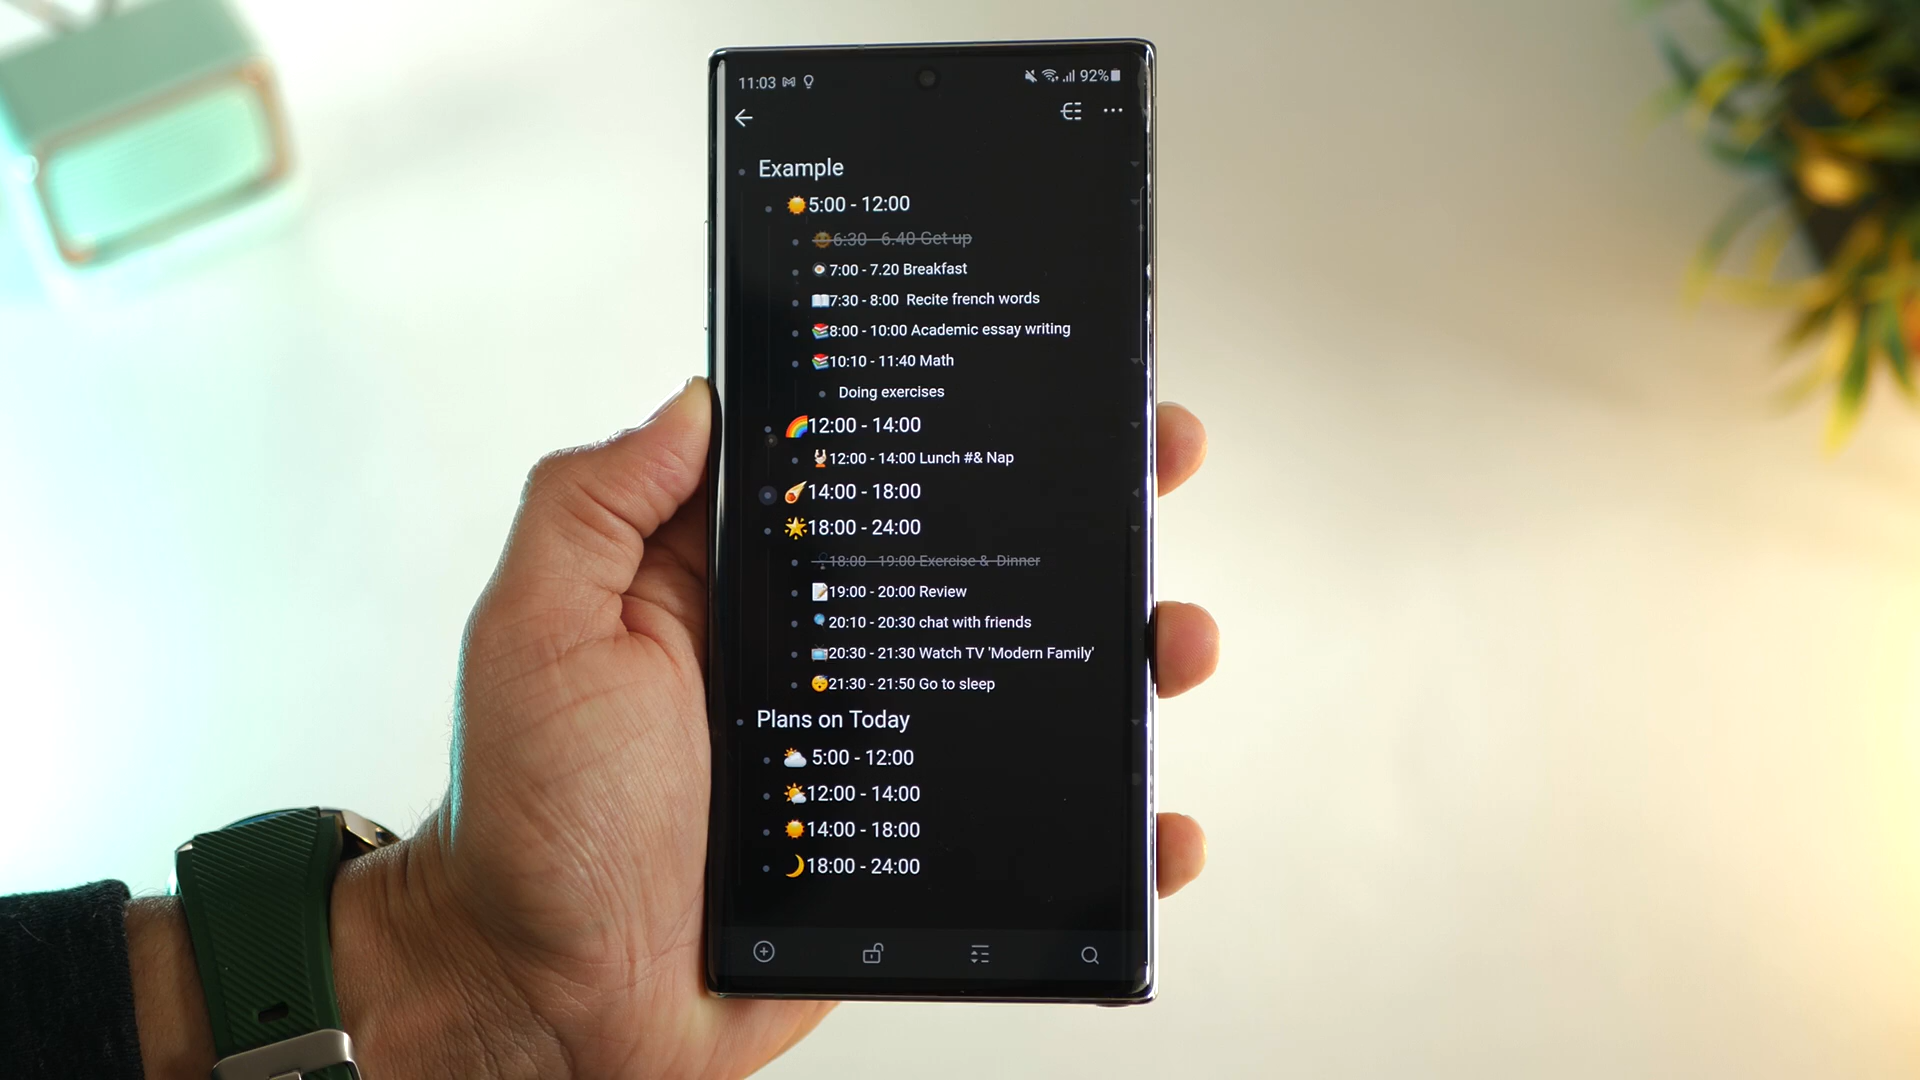 11:03 92%
Example
5:00 - 12:00
6:30 - 6.40 Get up
7:00 - 7.20 Breakfast
7:30 - 8:00 Recite french words
8:00 - 10:00 Academic essay writing
10:10 - 11:40 Math
Doing exercises
12:00 - 14:00
12:00 - 14:00 Lunch #& Nap
14:00 - 18:00
18:00 - 24:00
18:00 - 19:00 Exercise & Dinner
19:00 - 20:00 Review
20:10 - 20:30 chat with friends
20:30 - 21:30 Watch TV 'Modern Family'
21:30 - 21:50 Go to sleep
Plans on Today
5:00 - 12:00
12:00 - 14:00
14:00 - 18:00
18:00 - 24:00